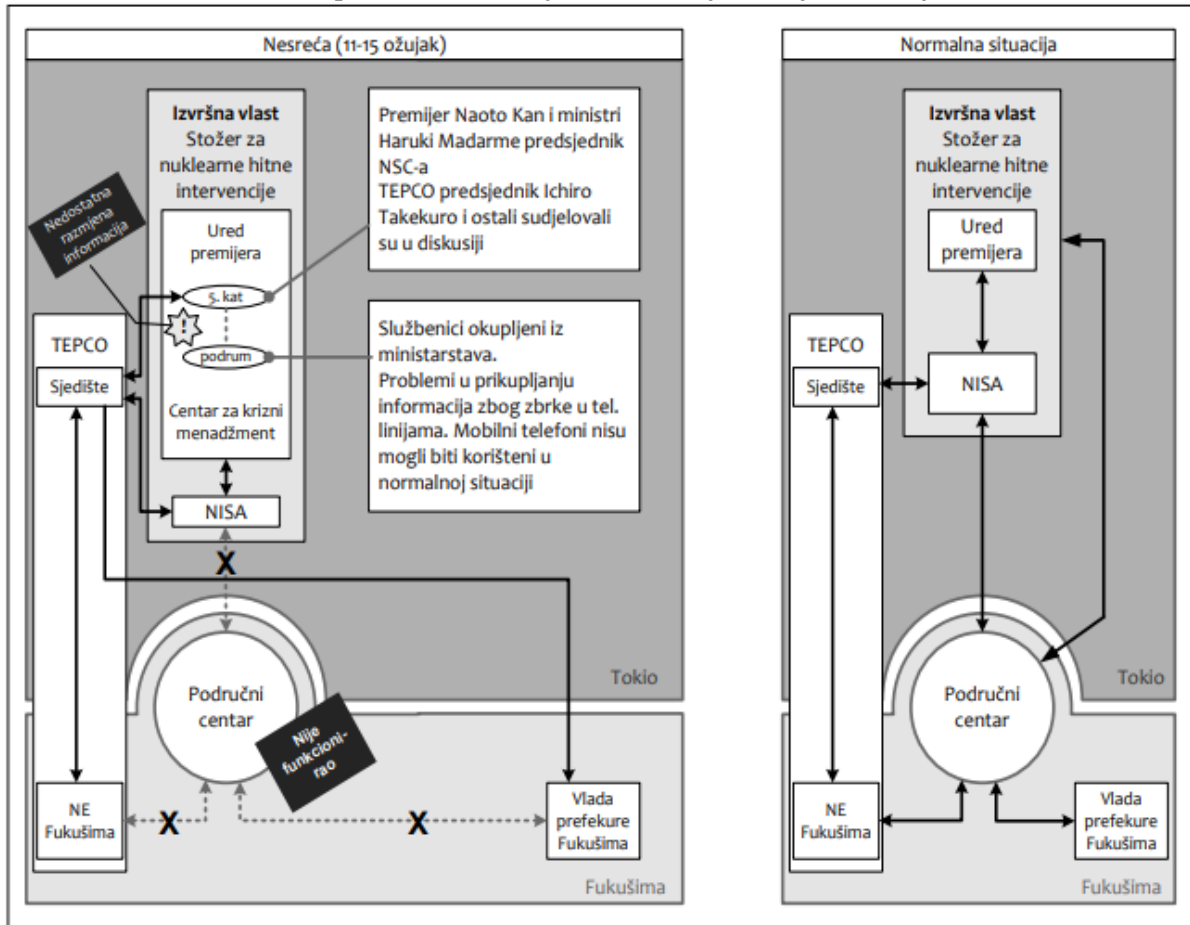 Nesreća (11-15 ožujak)
Izvršna vlast
Stožer za
nuklearne hitne
intervencije
Nedostatna
razmjena
informacija
Ured
premijera
5. kat
!
podrum
Centar za krizni
menadžment
NISA
Premijer Naoto Kan i ministri
Haruki Madarme predsjednik
NSC-a
TEPCO predsjednik Ichiro
Takekuro i ostali sudjelovali
su u diskusiji
Službenici okupljeni iz
ministarstava.
Problemi u prikupljanju
informacija zbog zbrke u tel.
linijama. Mobilni telefoni nisu
mogli biti korišteni u
normalnoj situaciji
TEPCO
Sjedište
X
Područni
centar
Nije
funkcioni-
rao
Tokio
NE
Fukušima
X
X
Vlada
prefekure
Fukušima
Fukušima
Normalna situacija
Izvršna vlast
Stožer za
nuklearne hitne
intervencije
Ured
premijera
NISA
TEPCO
Sjedište
Područni
centar
Tokio
NE
Fukušima
Vlada
prefekure
Fukušima
Fukušima